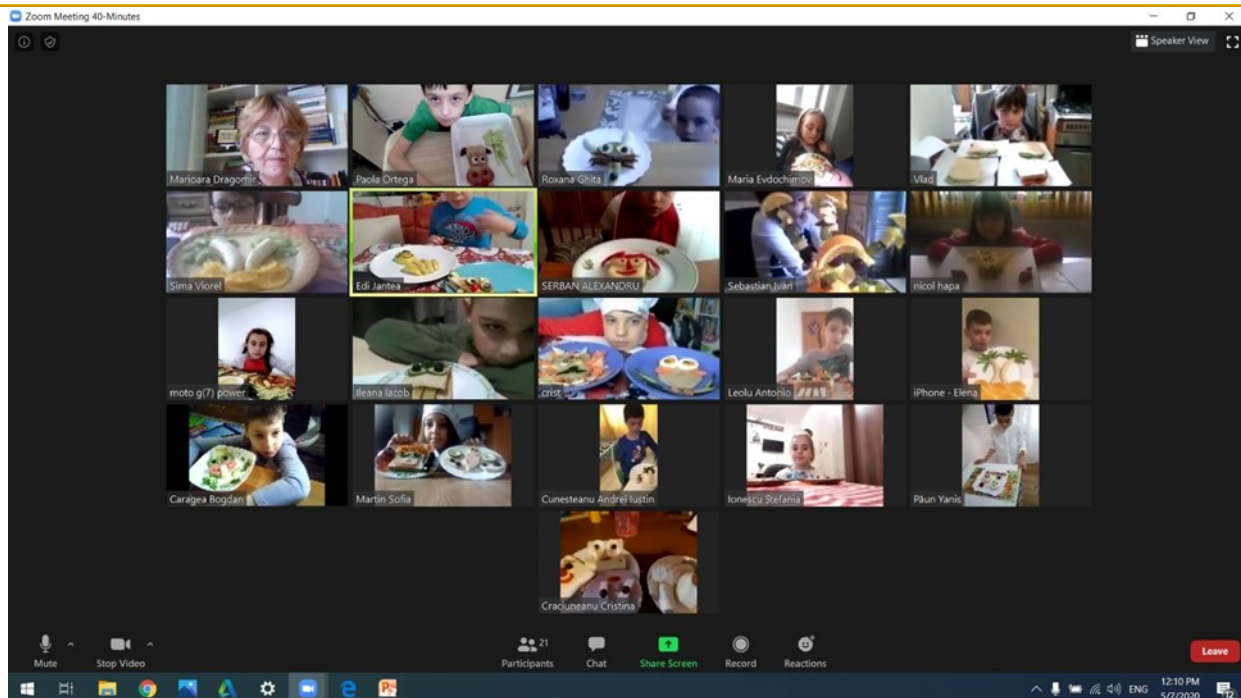 Zoom Meeting 40-Minutes
Speaker View
Marioara Dragomir
Paola Ortega
Roxana Ghita
Maria Evdochimov
Vlad
Sima Viorel
Edi Jantea
SERBAN ALEXANDRU
Sebastian Ivan
nicol hapa
moto g(7) power
Ileana Iacob
crist
Leolu Antonio
iPhone - Elena
Caragea Bogdan
Martin Sofia
Cunesteanu Andrei Iustin
Ionescu Ștefania
Păun Yanis
Craciuneanu Cristina
Mute
Stop Video
21
Participants
Chat
Share Screen
Record
Reactions
Leave
ENG
12:10 PM
5/7/2020
12